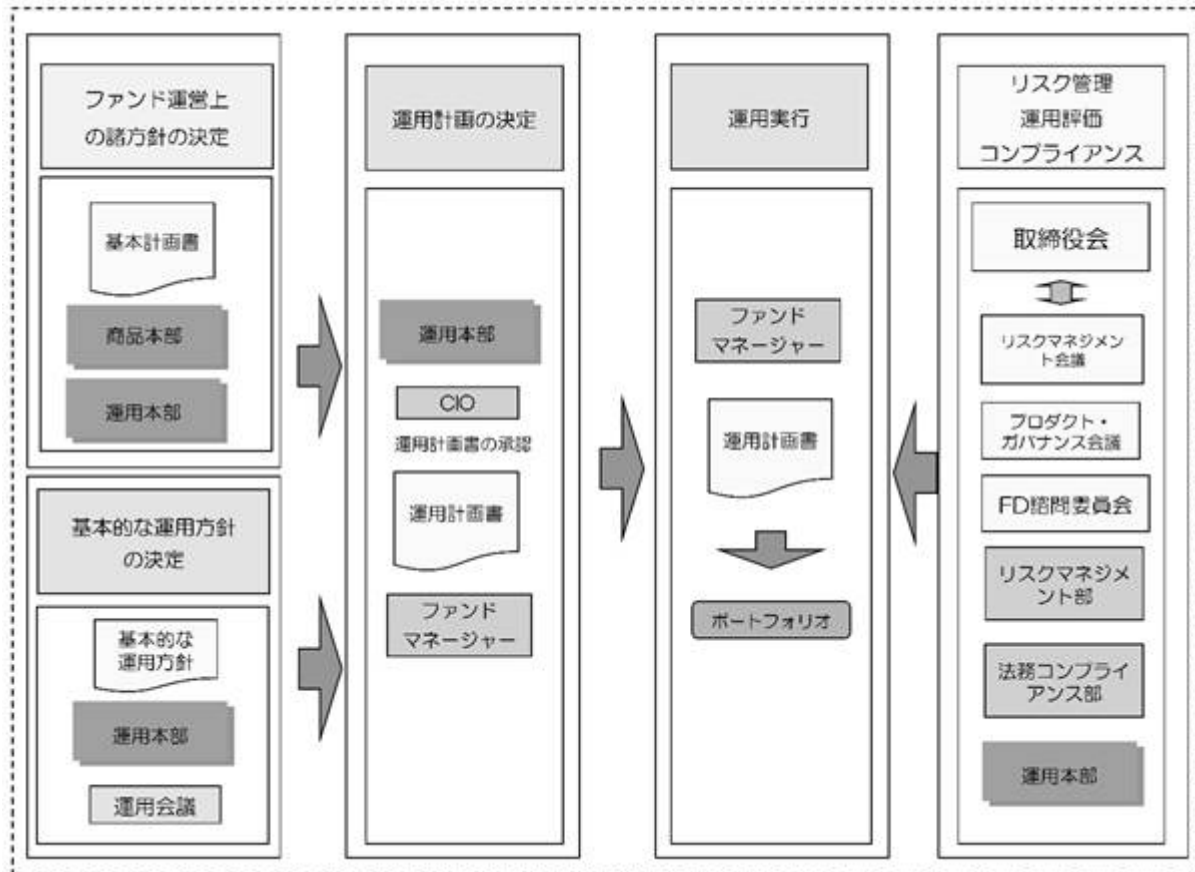 ファンド運営上
の諸方針の決定
基本計画書
商品本部
運用本部
基本的な運用方針
の決定
基本的な
運用方針
運用本部
運用会議
運用計画の決定
運用本部
CIO
運用計画書の承認
運用計画書
ファンド
マネージャー
運用実行
ファンド
マネージャー
運用計画書
ポートフォリオ
リスク管理
運用評価
コンプライアンス
取締役会
リスクマネジメン
ト会議
プロダクト・
ガバナンス会議
FD諮問委員会
リスクマネジメ
ント部
法務コンプライ
アンス部
運用本部